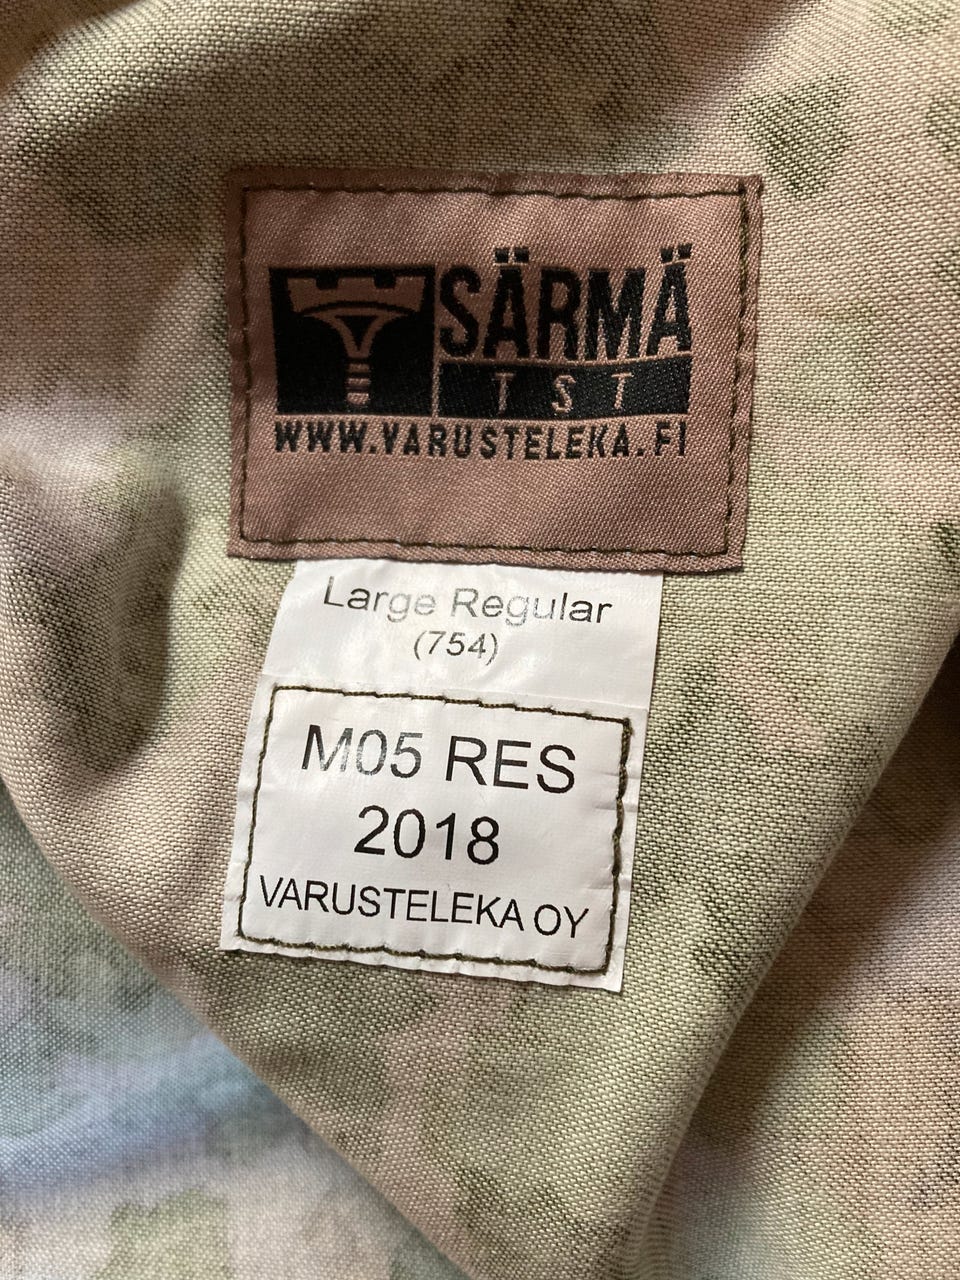 SÄRMÄ
TST
WWW.VARUSTELEKA.FI
Large Regular
(754)
M05 RES
2018
VARUSTELEKA OY